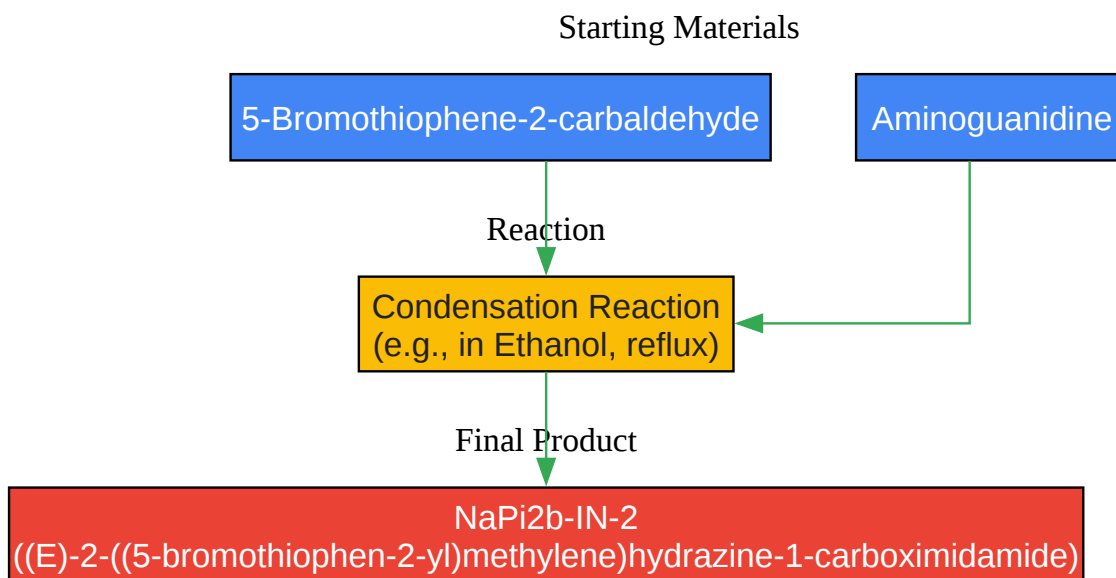 Starting Materials
5-Bromothiophene-2-carbaldehyde
Aminoguanidine
Reaction
Condensation Reaction
(e.g., in Ethanol, reflux)
Final Product
NaPi2b-IN-2
((E)-2-((5-bromothiophen-2-yl)methylene)hydrazine-1-carboximidamide)